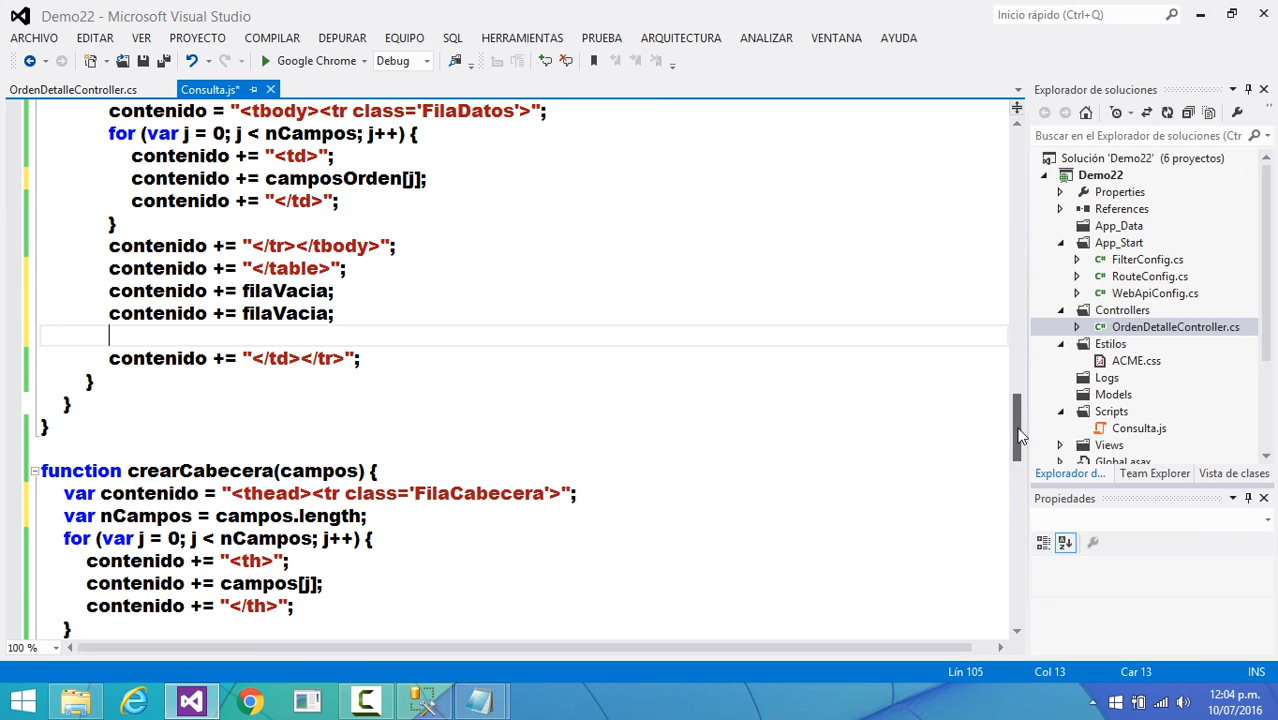 Demo22 - Microsoft Visual Studio
Inicio rápido (Ctrl+Q)
ARCHIVO EDITAR VER PROYECTO COMPILAR DEPURAR EQUIPO SQL HERRAMIENTAS PRUEBA ARQUITECTURA ANALIZAR VENTANA AYUDA
Google Chrome Debug
OrdenDetalleController.cs Consulta.js*
contenido = "<tbody><tr class='FilaDatos'>";
for (var j = 0; j < nCampos; j++) {
contenido += "<td>";
contenido += camposOrden[j];
contenido += "</td>";
}
contenido += "</tr></tbody>";
contenido += "</table>";
contenido += filaVacia;
contenido += filaVacia;
contenido += "</td></tr>";
}
}
}
function crearCabecera(campos) {
var contenido = "<thead><tr class='FilaCabecera'>";
var nCampos = campos.length;
for (var j = 0; j < nCampos; j++) {
contenido += "<th>";
contenido += campos[j];
contenido += "</th>";
}
100 %
Explorador de soluciones
Buscar en el Explorador de soluciones (Ctr
Solución 'Demo22' (6 proyectos)
Demo22
Properties
References
App_Data
App_Start
FilterConfig.cs
RouteConfig.cs
WebApiConfig.cs
Controllers
OrdenDetalleController.cs
Estilos
ACME.css
Logs
Models
Scripts
Consulta.js
Views
Global.asax
Explorador d... Team Explorer Vista de clases
Propiedades
Lín 105 Col 13 Car 13 INS
12:04 p.m.
10/07/2016